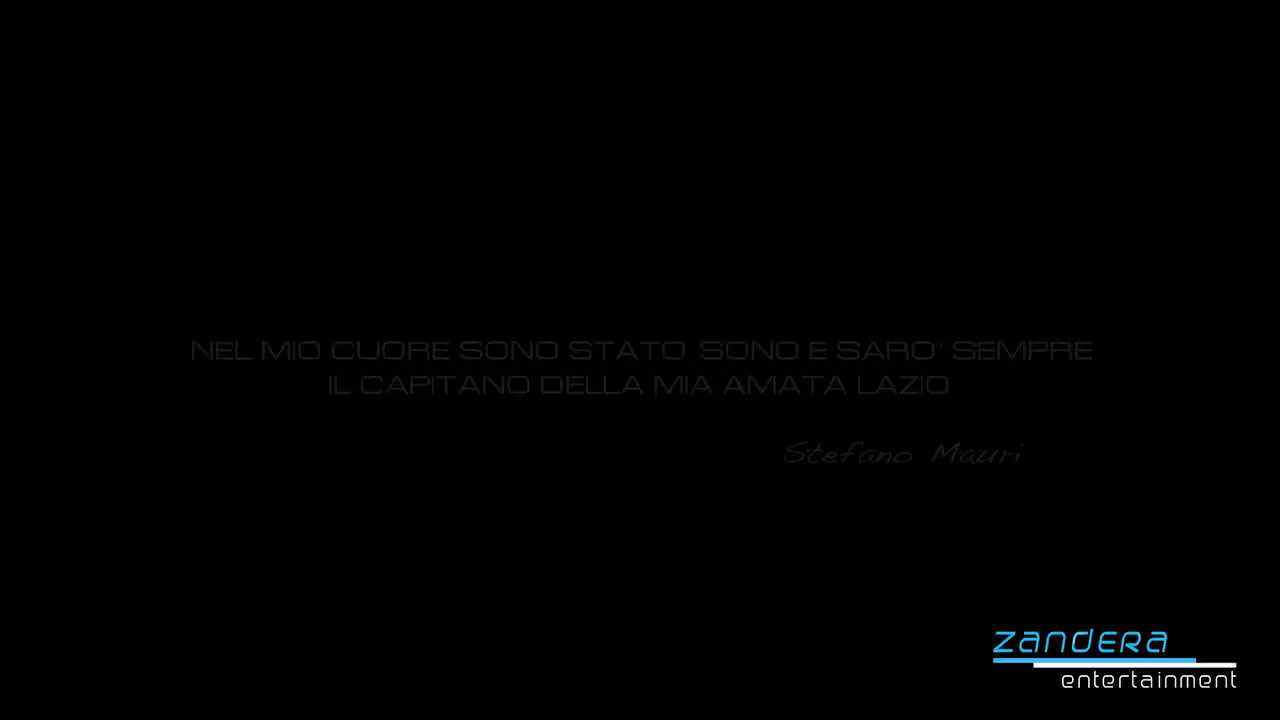 NEL MIO CUORE SONO STATO, SONO E SARO'' SEMPRE
IL CAPITANO DELLA MIA AMATA LAZIO
Stefano Mauri
ZANDERA
entertainment